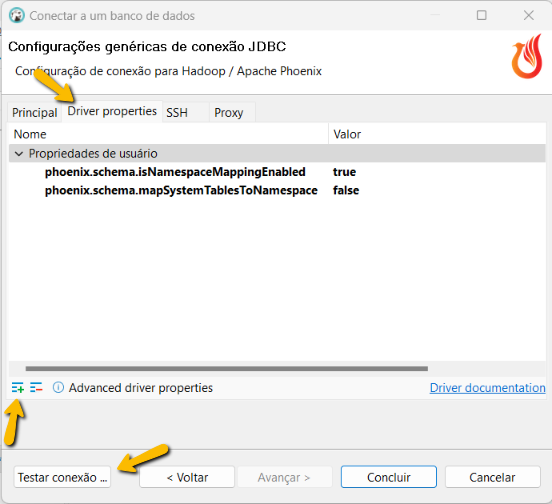 Conectar a um banco de dados
Configurações genéricas de conexão JDBC
Configuração de conexão para Hadoop / Apache Phoenix
Principal Driver properties SSH Proxy
Nome Valor
Propriedades de usuário
phoenix.schema.isNamespaceMappingEnabled true
phoenix.schema.mapSystemTablesToNamespace false
Advanced driver properties Driver documentation
Testar conexão ... < Voltar Avançar > Concluir Cancelar